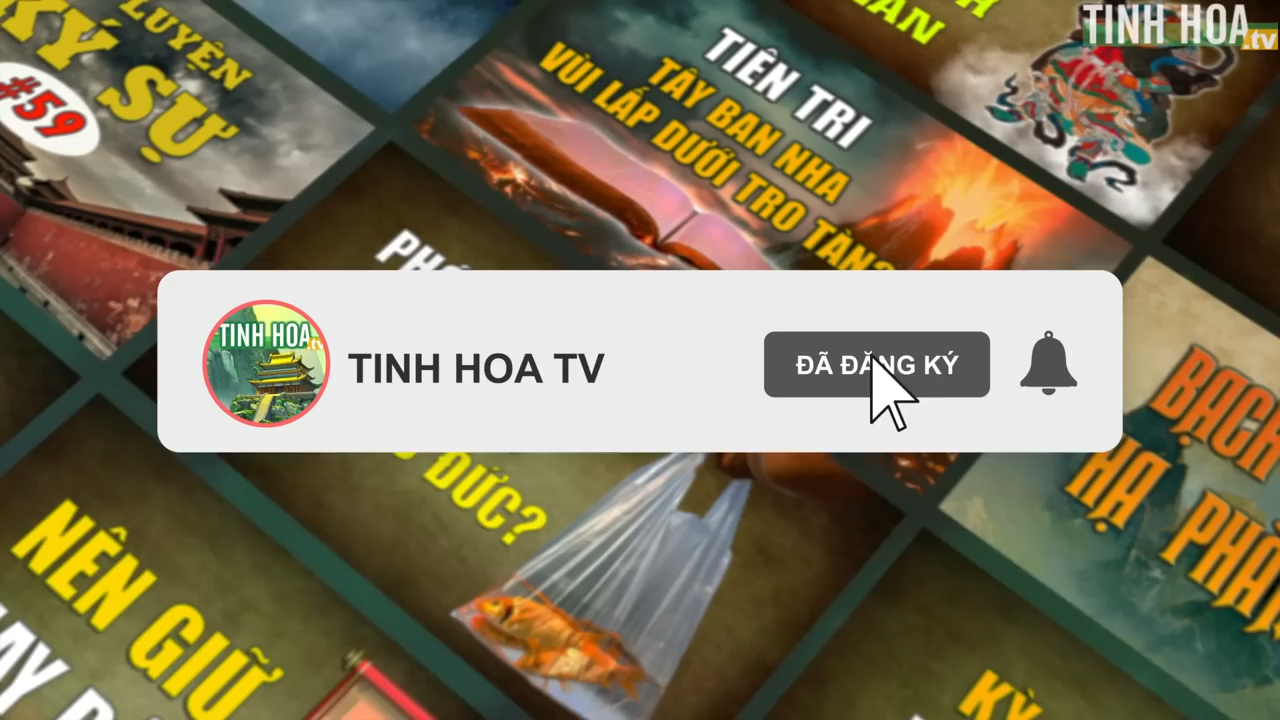 LUYỆN
KÝ SỰ
#59
TIÊN TRI
TÂY BAN NHA
VÙI LẤP DƯỚI TRO TÀN?
TINH HOA
.tv
TINH HOA
.tv
TINH HOA TV
ĐÃ ĐĂNG KÝ
BẠCH
HẠ PHÀM
ĐỨC?
NÊN GIỮ
KỲ